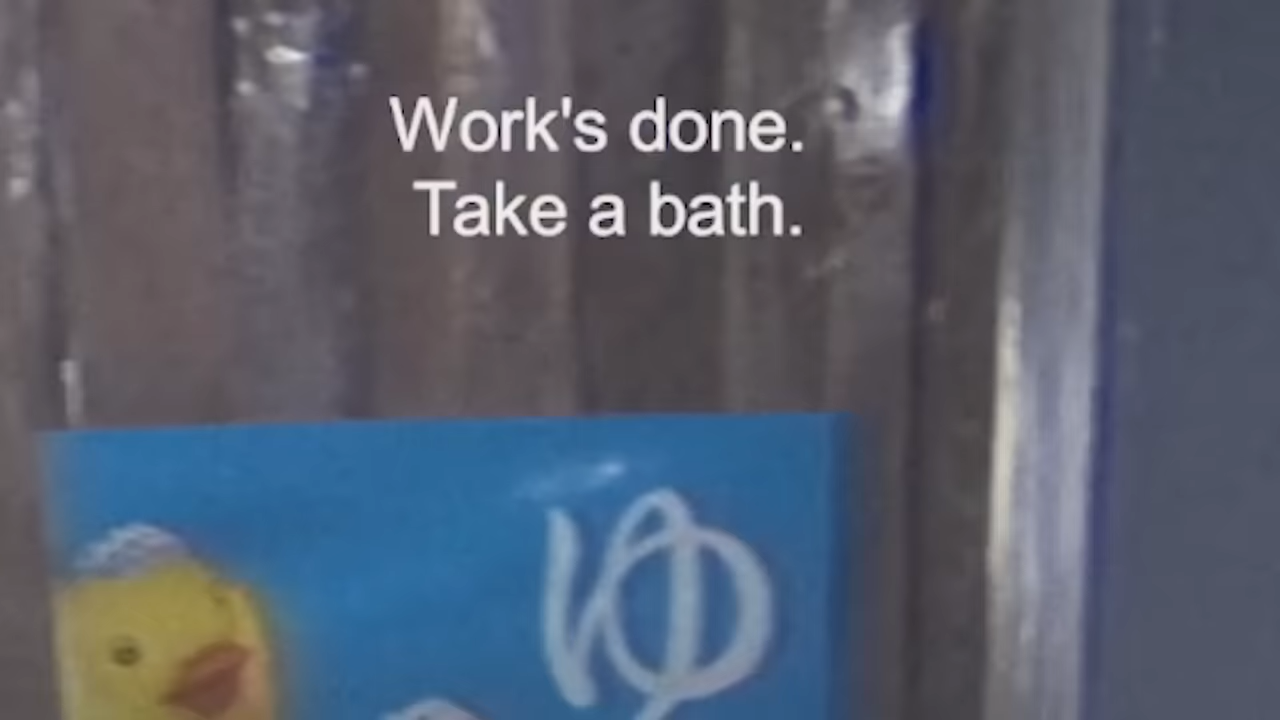 Work's done.
Take a bath.
ゆ